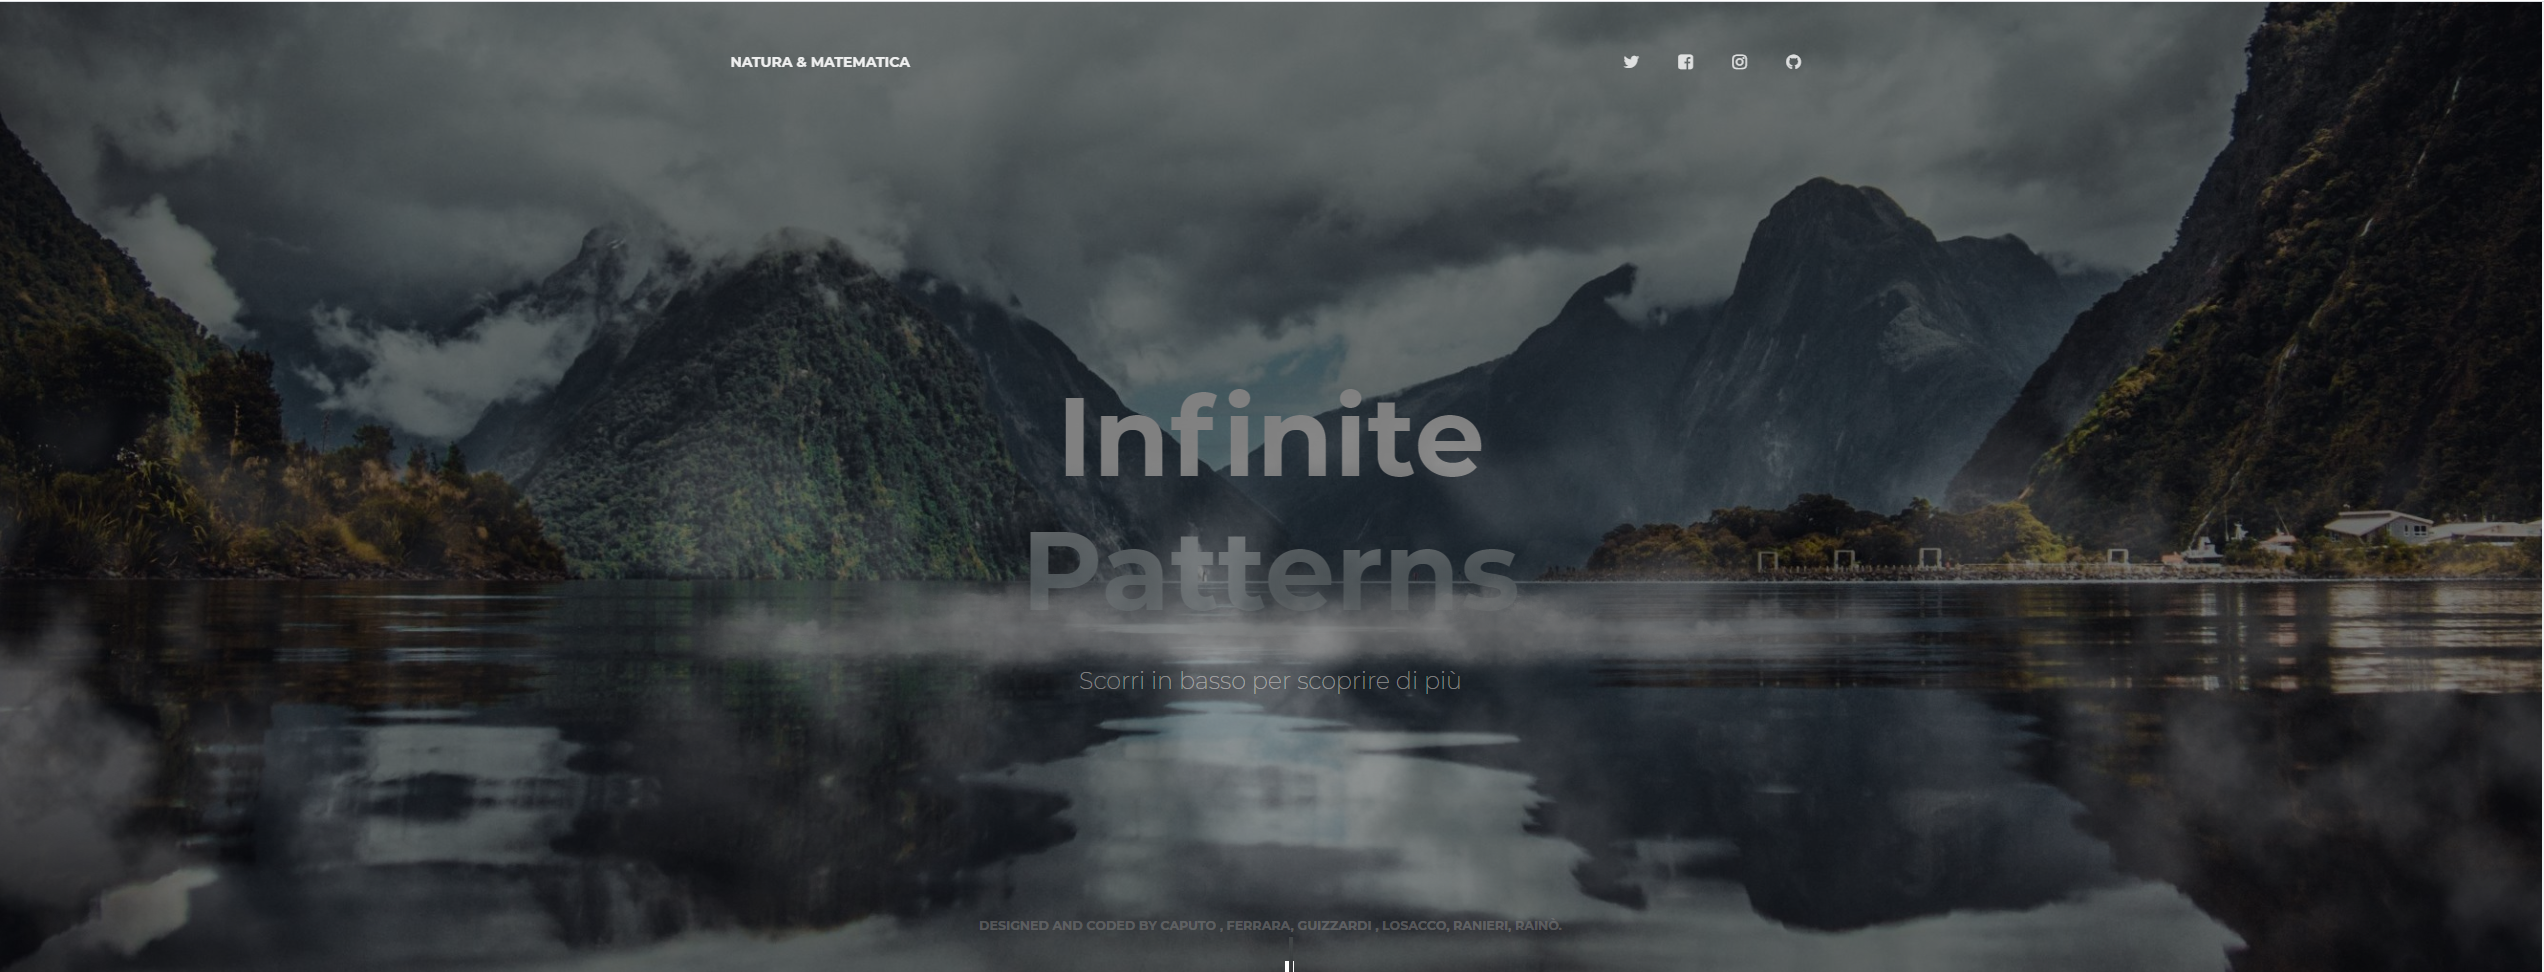 NATURA & MATEMATICA
Infinite
Patterns
Scorri in basso per scoprire di più
DESIGNED AND CODED BY CAPUTO , FERRARA, GUIZZARDI , LOSACCO, RANIERI, RAINÒ.